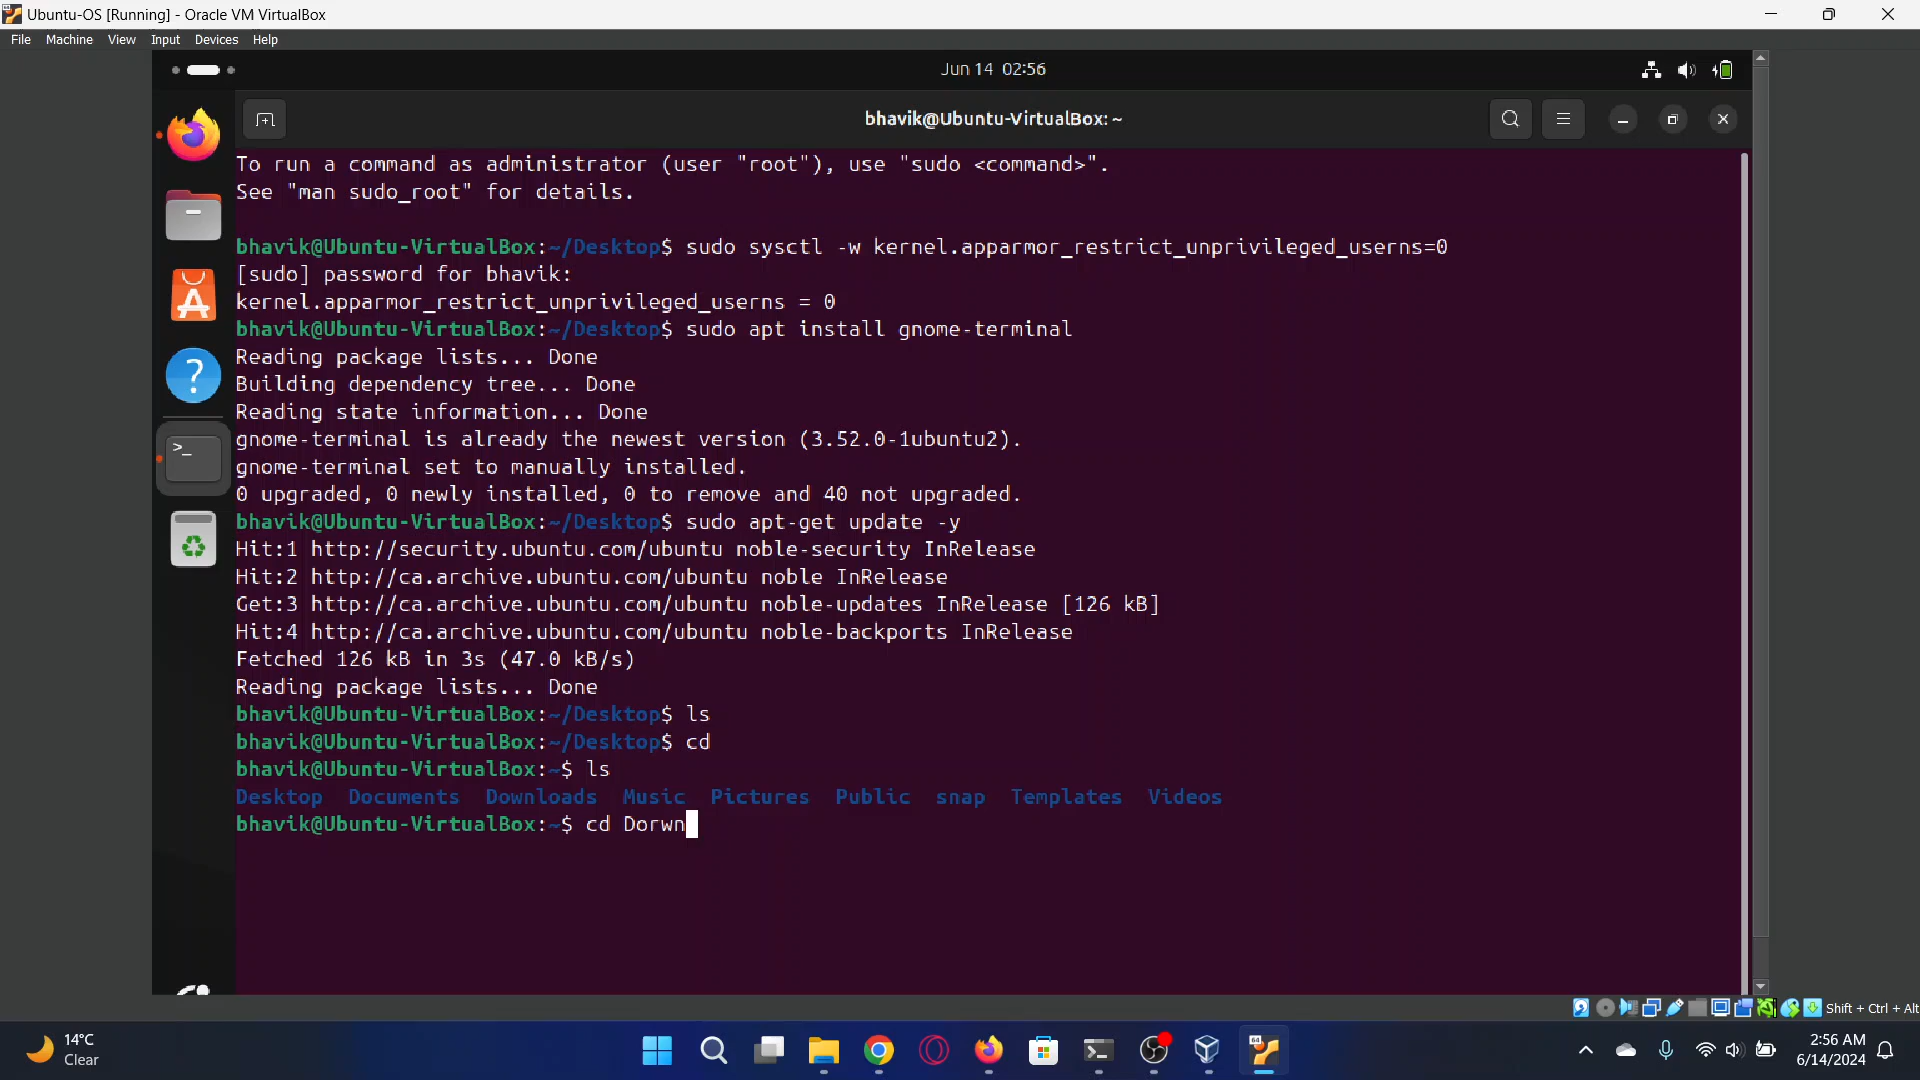 Ubuntu-OS [Running] - Oracle VM VirtualBox
File Machine View Input Devices Help
Jun 14 02:56
bhavik@Ubuntu-VirtualBox: ~
To run a command as administrator (user "root"), use "sudo <command>".
See "man sudo_root" for details.
bhavik@Ubuntu-VirtualBox:~/Desktop$ sudo sysctl -w kernel.apparmor_restrict_unprivileged_userns=0
[sudo] password for bhavik:
kernel.apparmor_restrict_unprivileged_userns = 0
bhavik@Ubuntu-VirtualBox:~/Desktop$ sudo apt install gnome-terminal
Reading package lists... Done
Building dependency tree... Done
Reading state information... Done
gnome-terminal is already the newest version (3.52.0-1ubuntu2).
gnome-terminal set to manually installed.
0 upgraded, 0 newly installed, 0 to remove and 40 not upgraded.
bhavik@Ubuntu-VirtualBox:~/Desktop$ sudo apt-get update -y
Hit:1 http://security.ubuntu.com/ubuntu noble-security InRelease
Hit:2 http://ca.archive.ubuntu.com/ubuntu noble InRelease
Get:3 http://ca.archive.ubuntu.com/ubuntu noble-updates InRelease [126 kB]
Hit:4 http://ca.archive.ubuntu.com/ubuntu noble-backports InRelease
Fetched 126 kB in 3s (47.0 kB/s)
Reading package lists... Done
bhavik@Ubuntu-VirtualBox:~/Desktop$ ls
bhavik@Ubuntu-VirtualBox:~/Desktop$ cd
bhavik@Ubuntu-VirtualBox:~$ ls
Desktop Documents Downloads Music Pictures Public snap Templates Videos
bhavik@Ubuntu-VirtualBox:~$ cd Dorwn
Shift + Ctrl + Alt
14°C
Clear
2:56 AM
6/14/2024